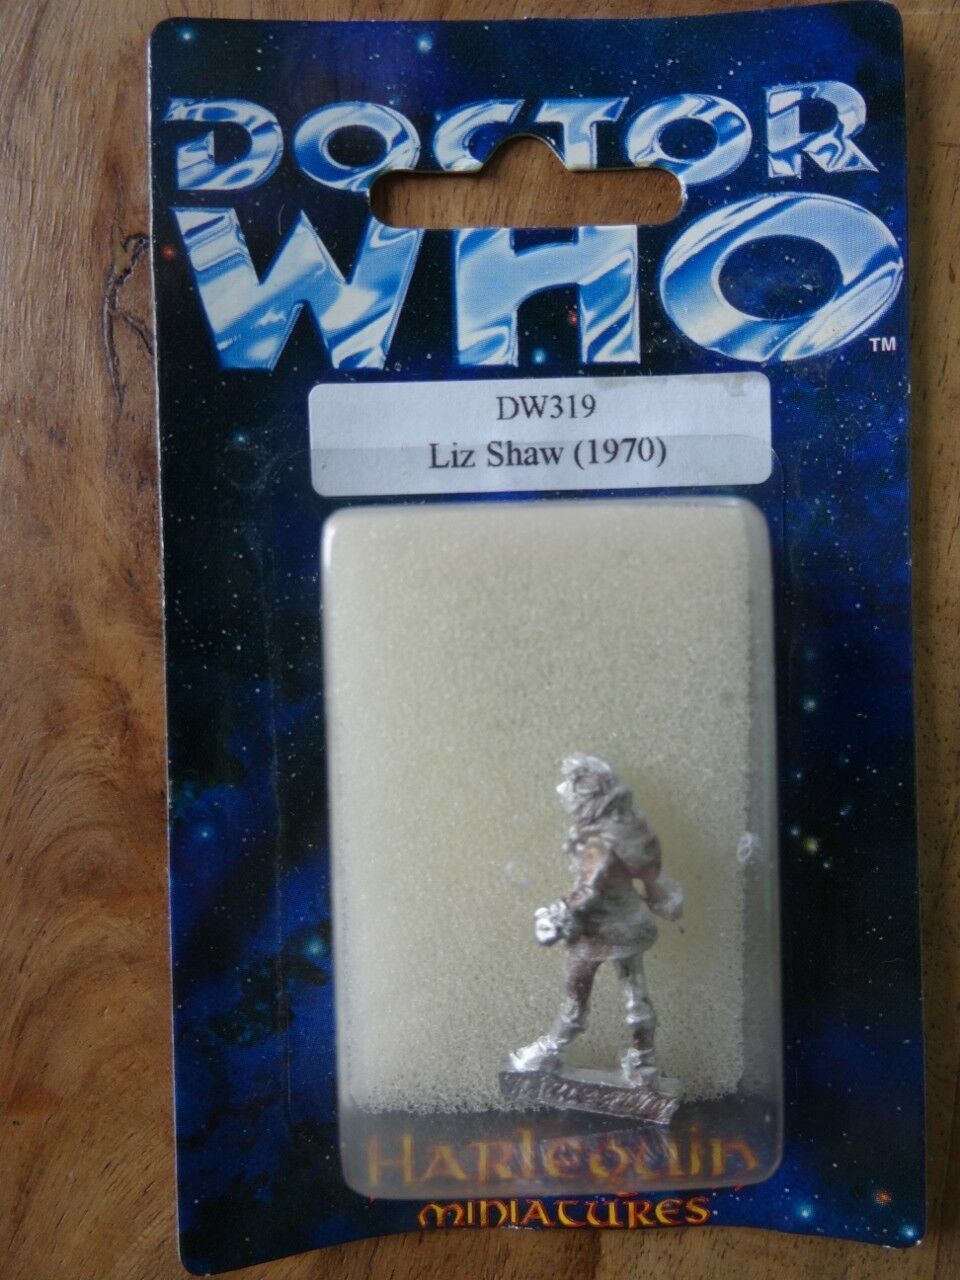 DOCTOR
WHO
TM
DW319
Liz Shaw (1970)
Harlequin
Miniatures